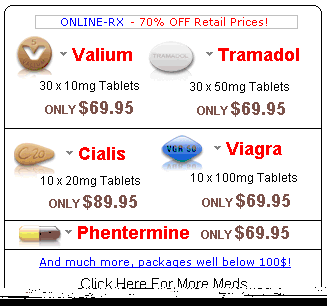 ONLINE-RX - 70% OFF Retail Prices!
Valium
30 x 10mg Tablets
ONLY $69.95
TRAMADOL
Tramadol
30 x 50mg Tablets
ONLY $69.95
Cialis
10 x 20mg Tablets
ONLY $89.95
VGR 50
Viagra
10 x 100mg Tablets
ONLY $69.95
Phentermine ONLY $69.95
And much more, packages well below 100$!
Click Here For More Meds